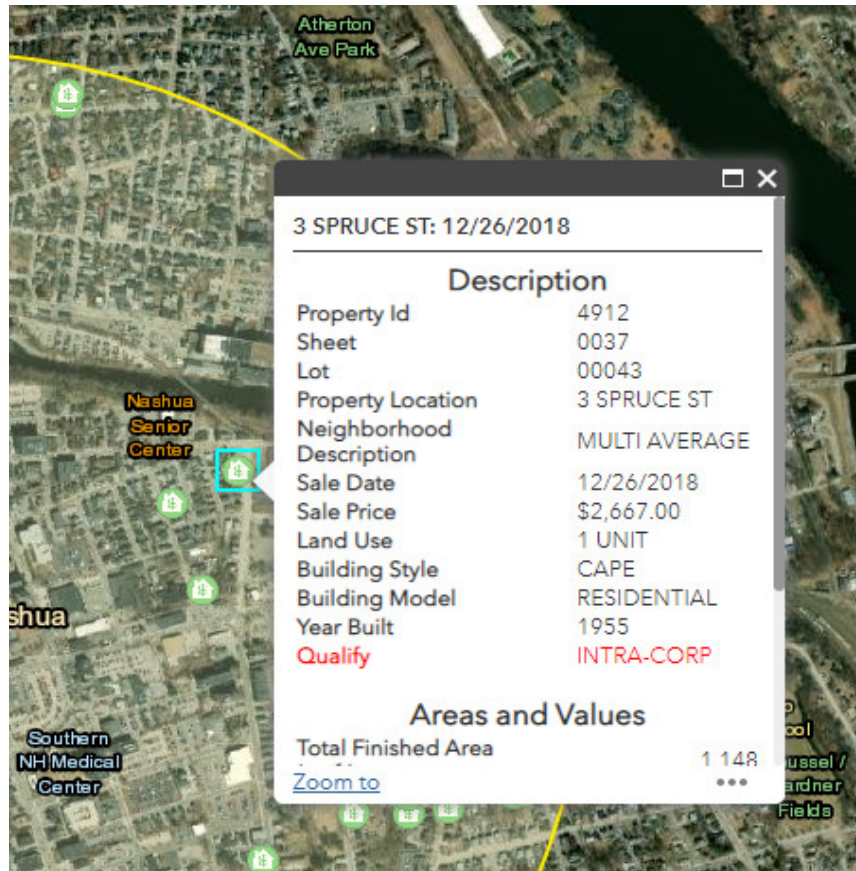 Atherton
Ave Park
3 SPRUCE ST: 12/26/2018
Description
Property Id 4912
Sheet 0037
Lot 00043
Property Location 3 SPRUCE ST
Neighborhood
Description MULTI AVERAGE
Sale Date 12/26/2018
Sale Price $2,667.00
Land Use 1 UNIT
Building Style CAPE
Building Model RESIDENTIAL
Year Built 1955
Qualify INTRA-CORP
Areas and Values
Total Finished Area 1,148
Zoom to
Nashua
Senior
Center
shua
Southern
NH Medical
Center
ool
ussel /
ardner
Fields